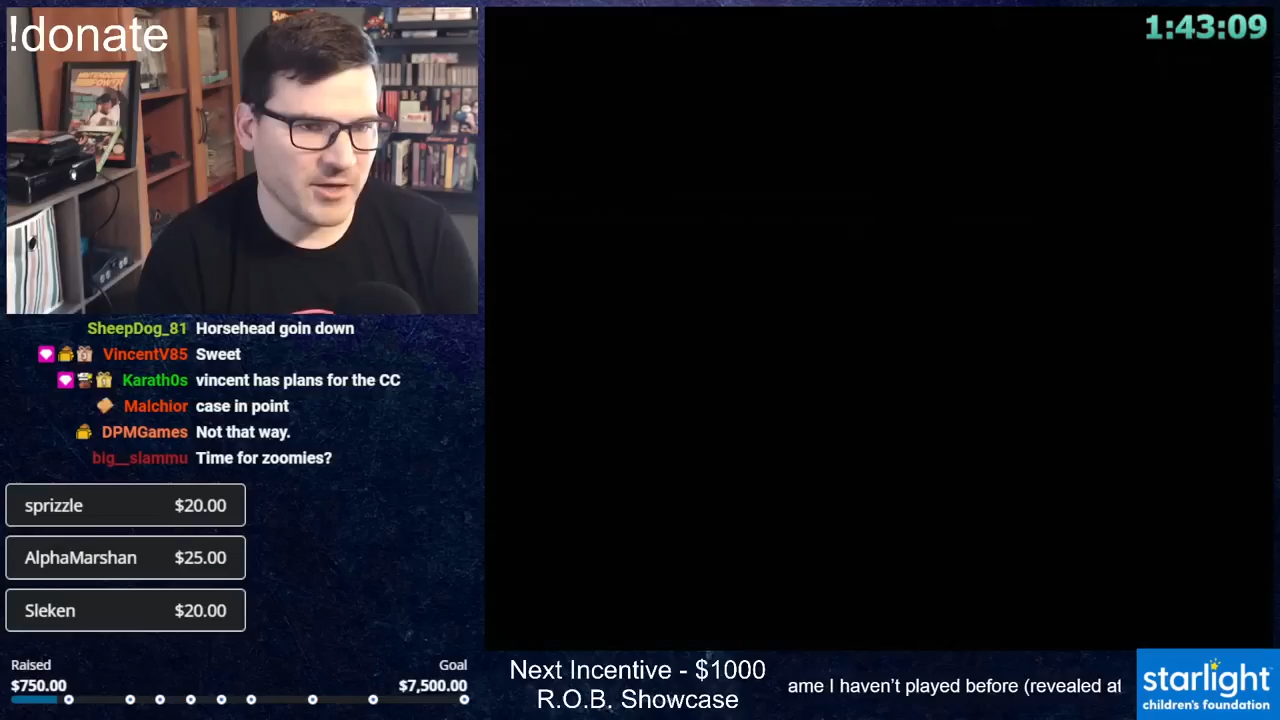 !donate
1:43:09
NINTENDO
POWER
SheepDog_81 Horsehead goin down
VincentV85 Sweet
Karath0s vincent has plans for the CC
Malchior case in point
DPMGames Not that way.
big__slammu Time for zoomies?
sprizzle $20.00
AlphaMarshan $25.00
Sleken $20.00
Raised Goal
$750.00 $7,500.00
Next Incentive - $1000
R.O.B. Showcase
ame I haven't played before (revealed at
starlight
children's foundation